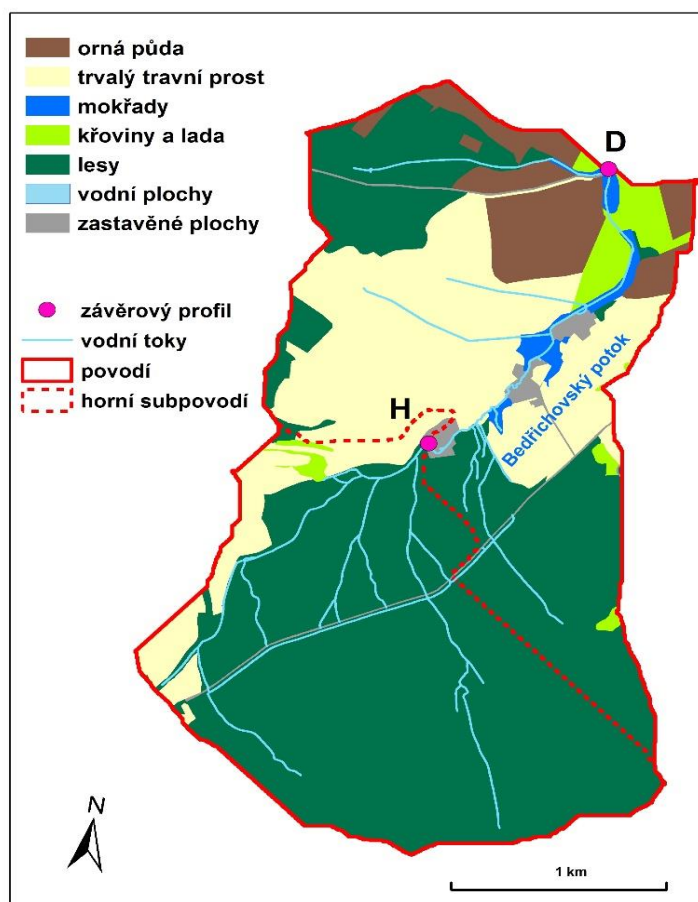 orná půda
trvalý travní prost
mokřady
křoviny a lada
lesy
vodní plochy
zastavěné plochy
závěrový profil
vodní toky
povodí
horní subpovodí
D
H
Bedřichovský potok
N
1 km